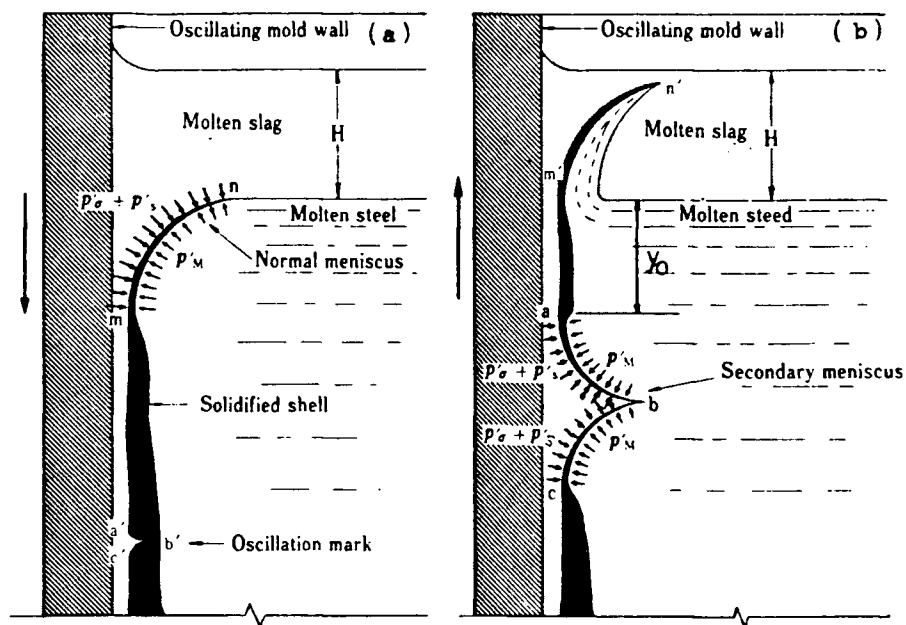 Oscillating mold wall (a)
H
Molten slag
n
p'σ + p's
Molten steel
p'M
Normal meniscus
m
Solidified shell
a'
c'
b'
Oscillation mark
Oscillating mold wall (b)
n'
H
Molten slag
m'
Molten steed
y0
a
p'M
p'σ + p's
Secondary meniscus
b
p'σ + p'S
p'M
c